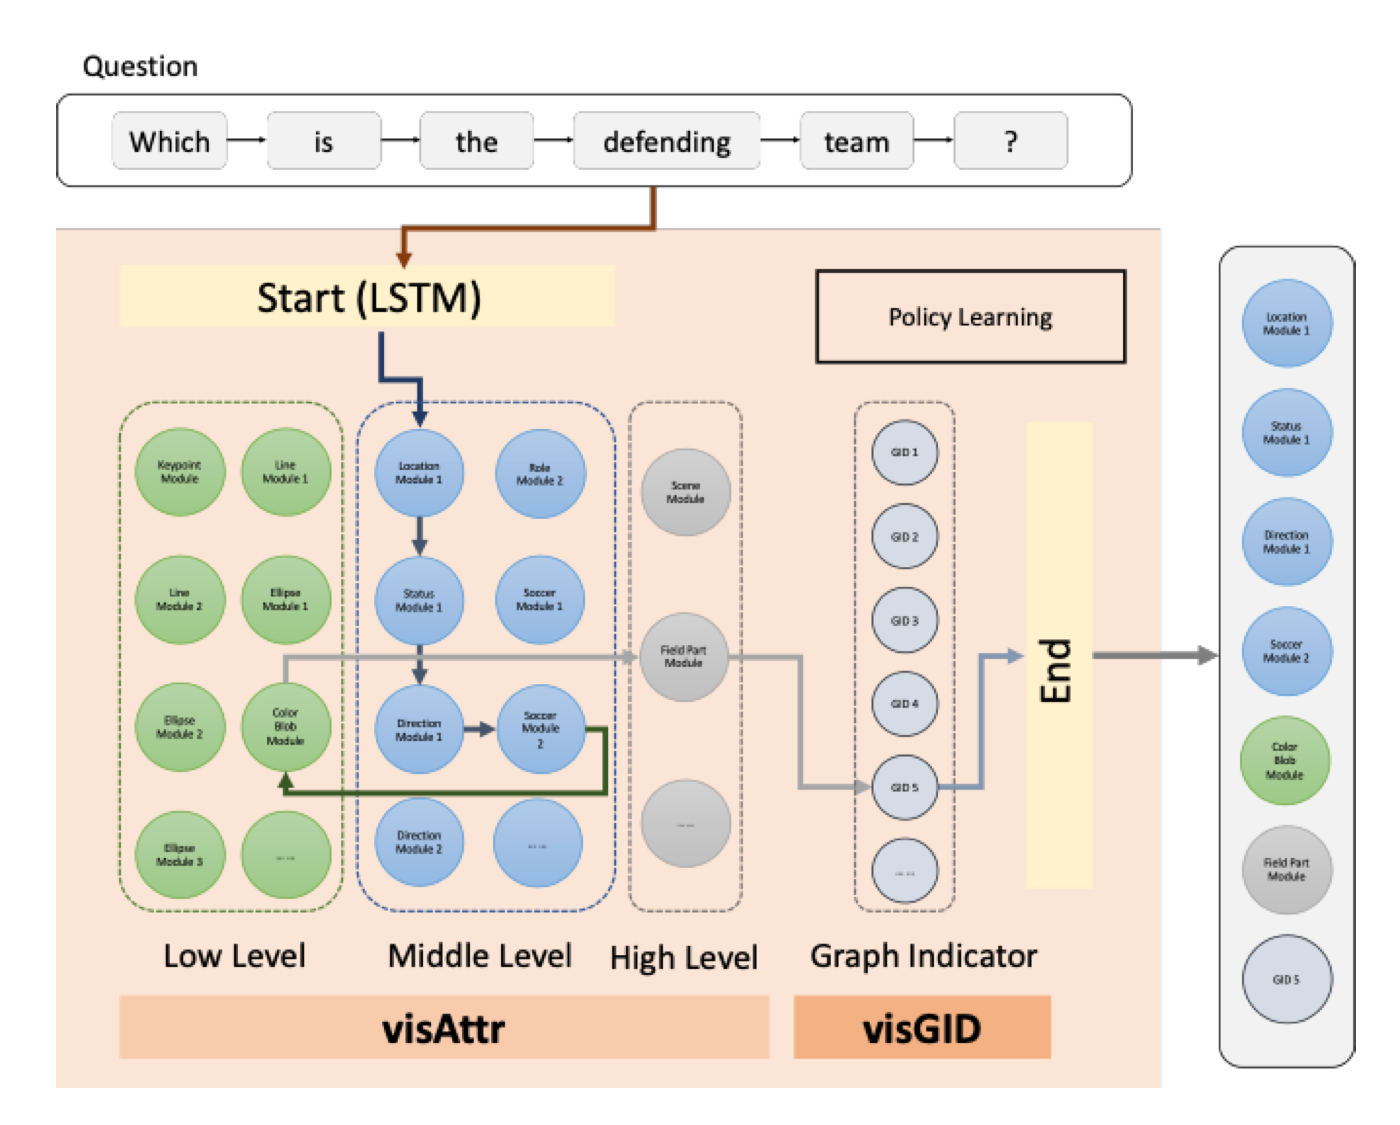 Question
Which is the defending team ?
Start (LSTM)
Policy Learning
Keypoint
Module
Line
Module 1
Line
Module 2
Ellipse
Module 1
Ellipse
Module 2
Color
Blob
Module
Ellipse
Module 3
... ...
Location
Module 1
Role
Module 2
Status
Module 1
Soccer
Module 1
Direction
Module 1
Soccer
Module
2
Direction
Module 2
... ...
Scene
Module
Field Part
Module
... ...
GID 1
GID 2
GID 3
GID 4
GID 5
... ...
End
Low Level
Middle Level
High Level
Graph Indicator
visAttr
visGID
Location
Module 1
Status
Module 1
Direction
Module 1
Soccer
Module 2
Color
Blob
Module
Field Part
Module
GID 5